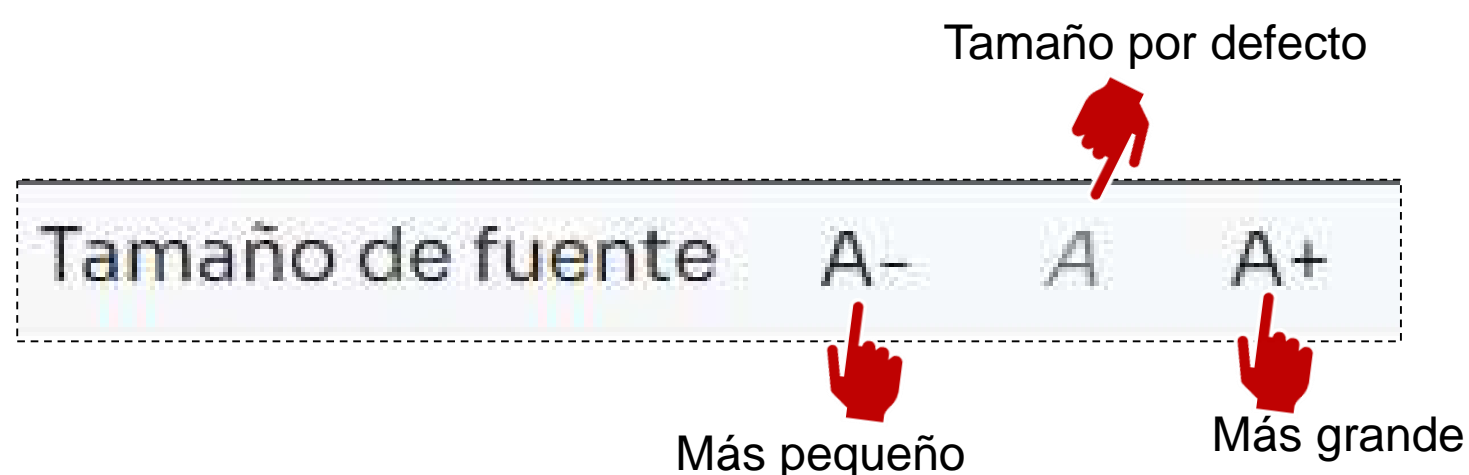 Tamaño por defecto
Tamaño de fuente A- A A+
Más pequeño
Más grande